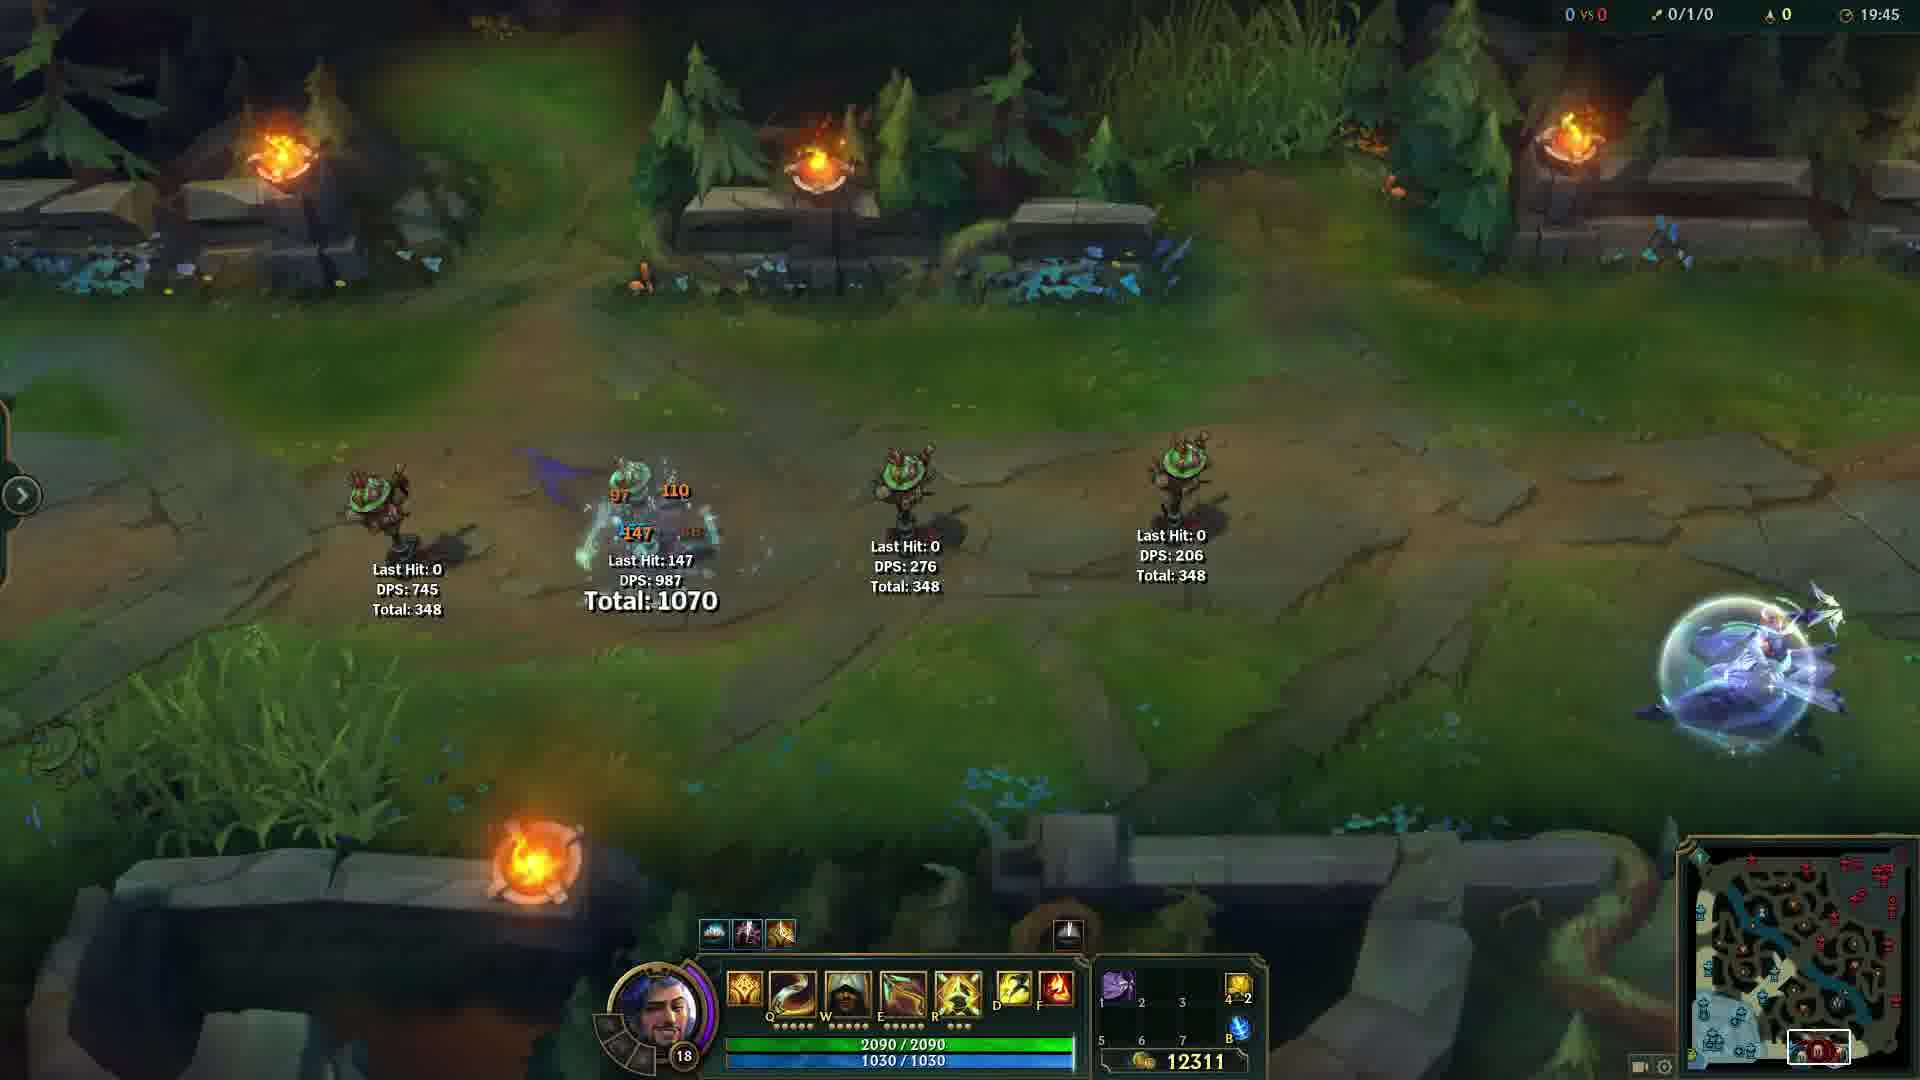 0 vs 0 0/1/0 0 19:45
97 110
147
Last Hit: 147
DPS: 987
Total: 1070
Last Hit: 0
DPS: 745
Total: 348
Last Hit: 0
DPS: 276
Total: 348
Last Hit: 0
DPS: 206
Total: 348
Q W E R D F
1 2 3 4 2
5 6 7 B
18
2090 / 2090
1030 / 1030
12311